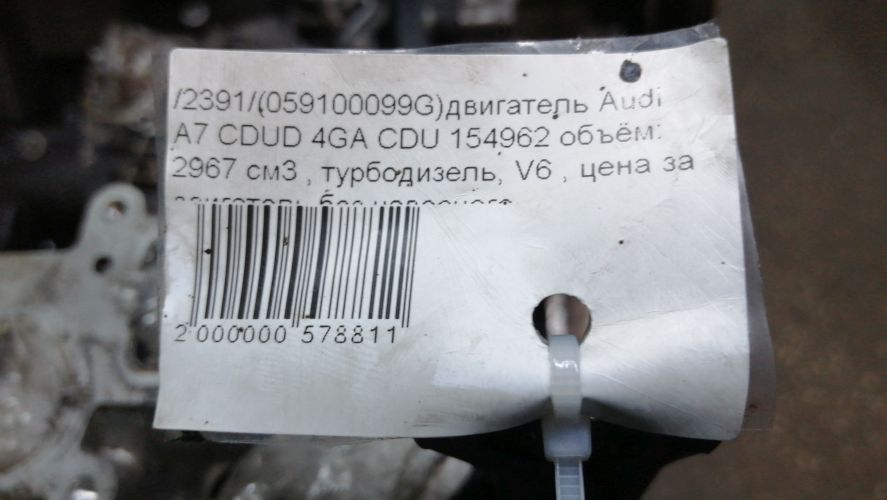 /2391/(059100099G)двигатель Audi
A7 CDUD 4GA CDU 154962 объём:
2967 см3 , турбодизель, V6 , цена за
2 000000 578811